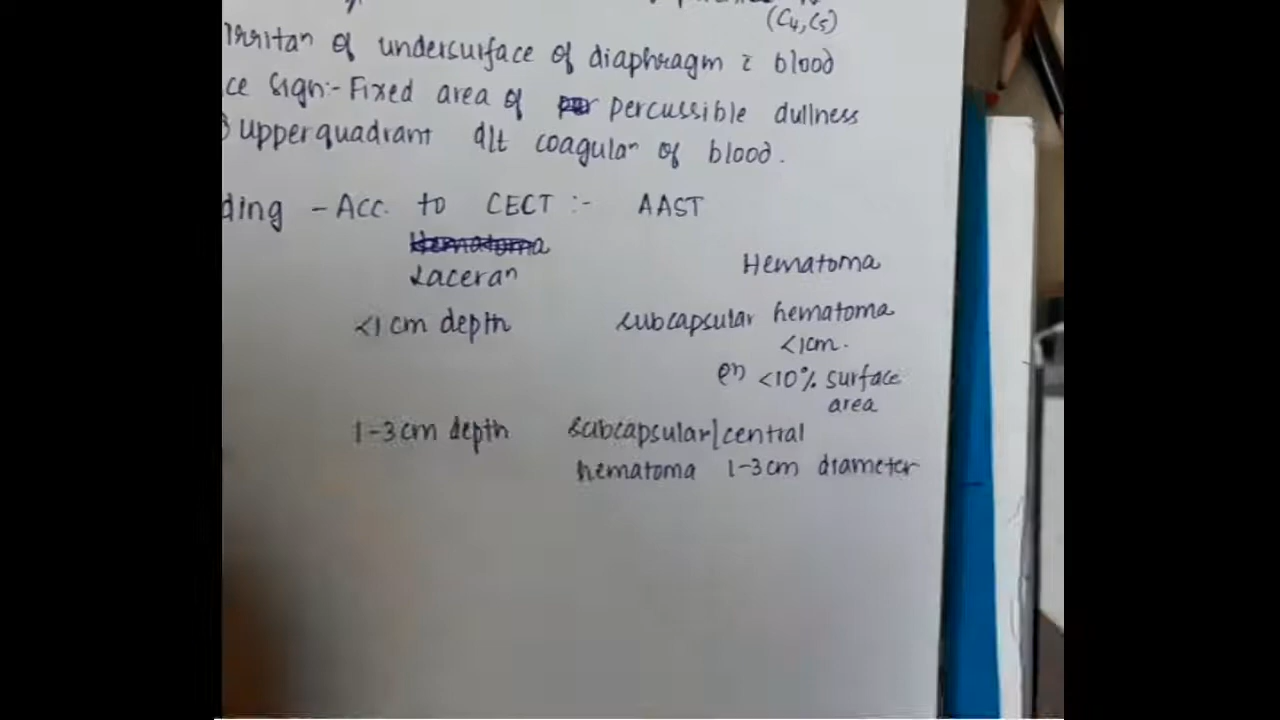 (C4, C5)
Irritan of undersurface of diaphragm c̄ blood
ce sign:- Fixed area of percussible dullness
Upperquadrant d/t coagulan of blood.
ding - Acc. to CECT :- AAST
Hematoma
Laceran
Hematoma
<1 cm depth
subcapsular hematoma
<1cm.
<10% surface
area
1-3 cm depth
subcapsular/central
hematoma 1-3 cm diameter